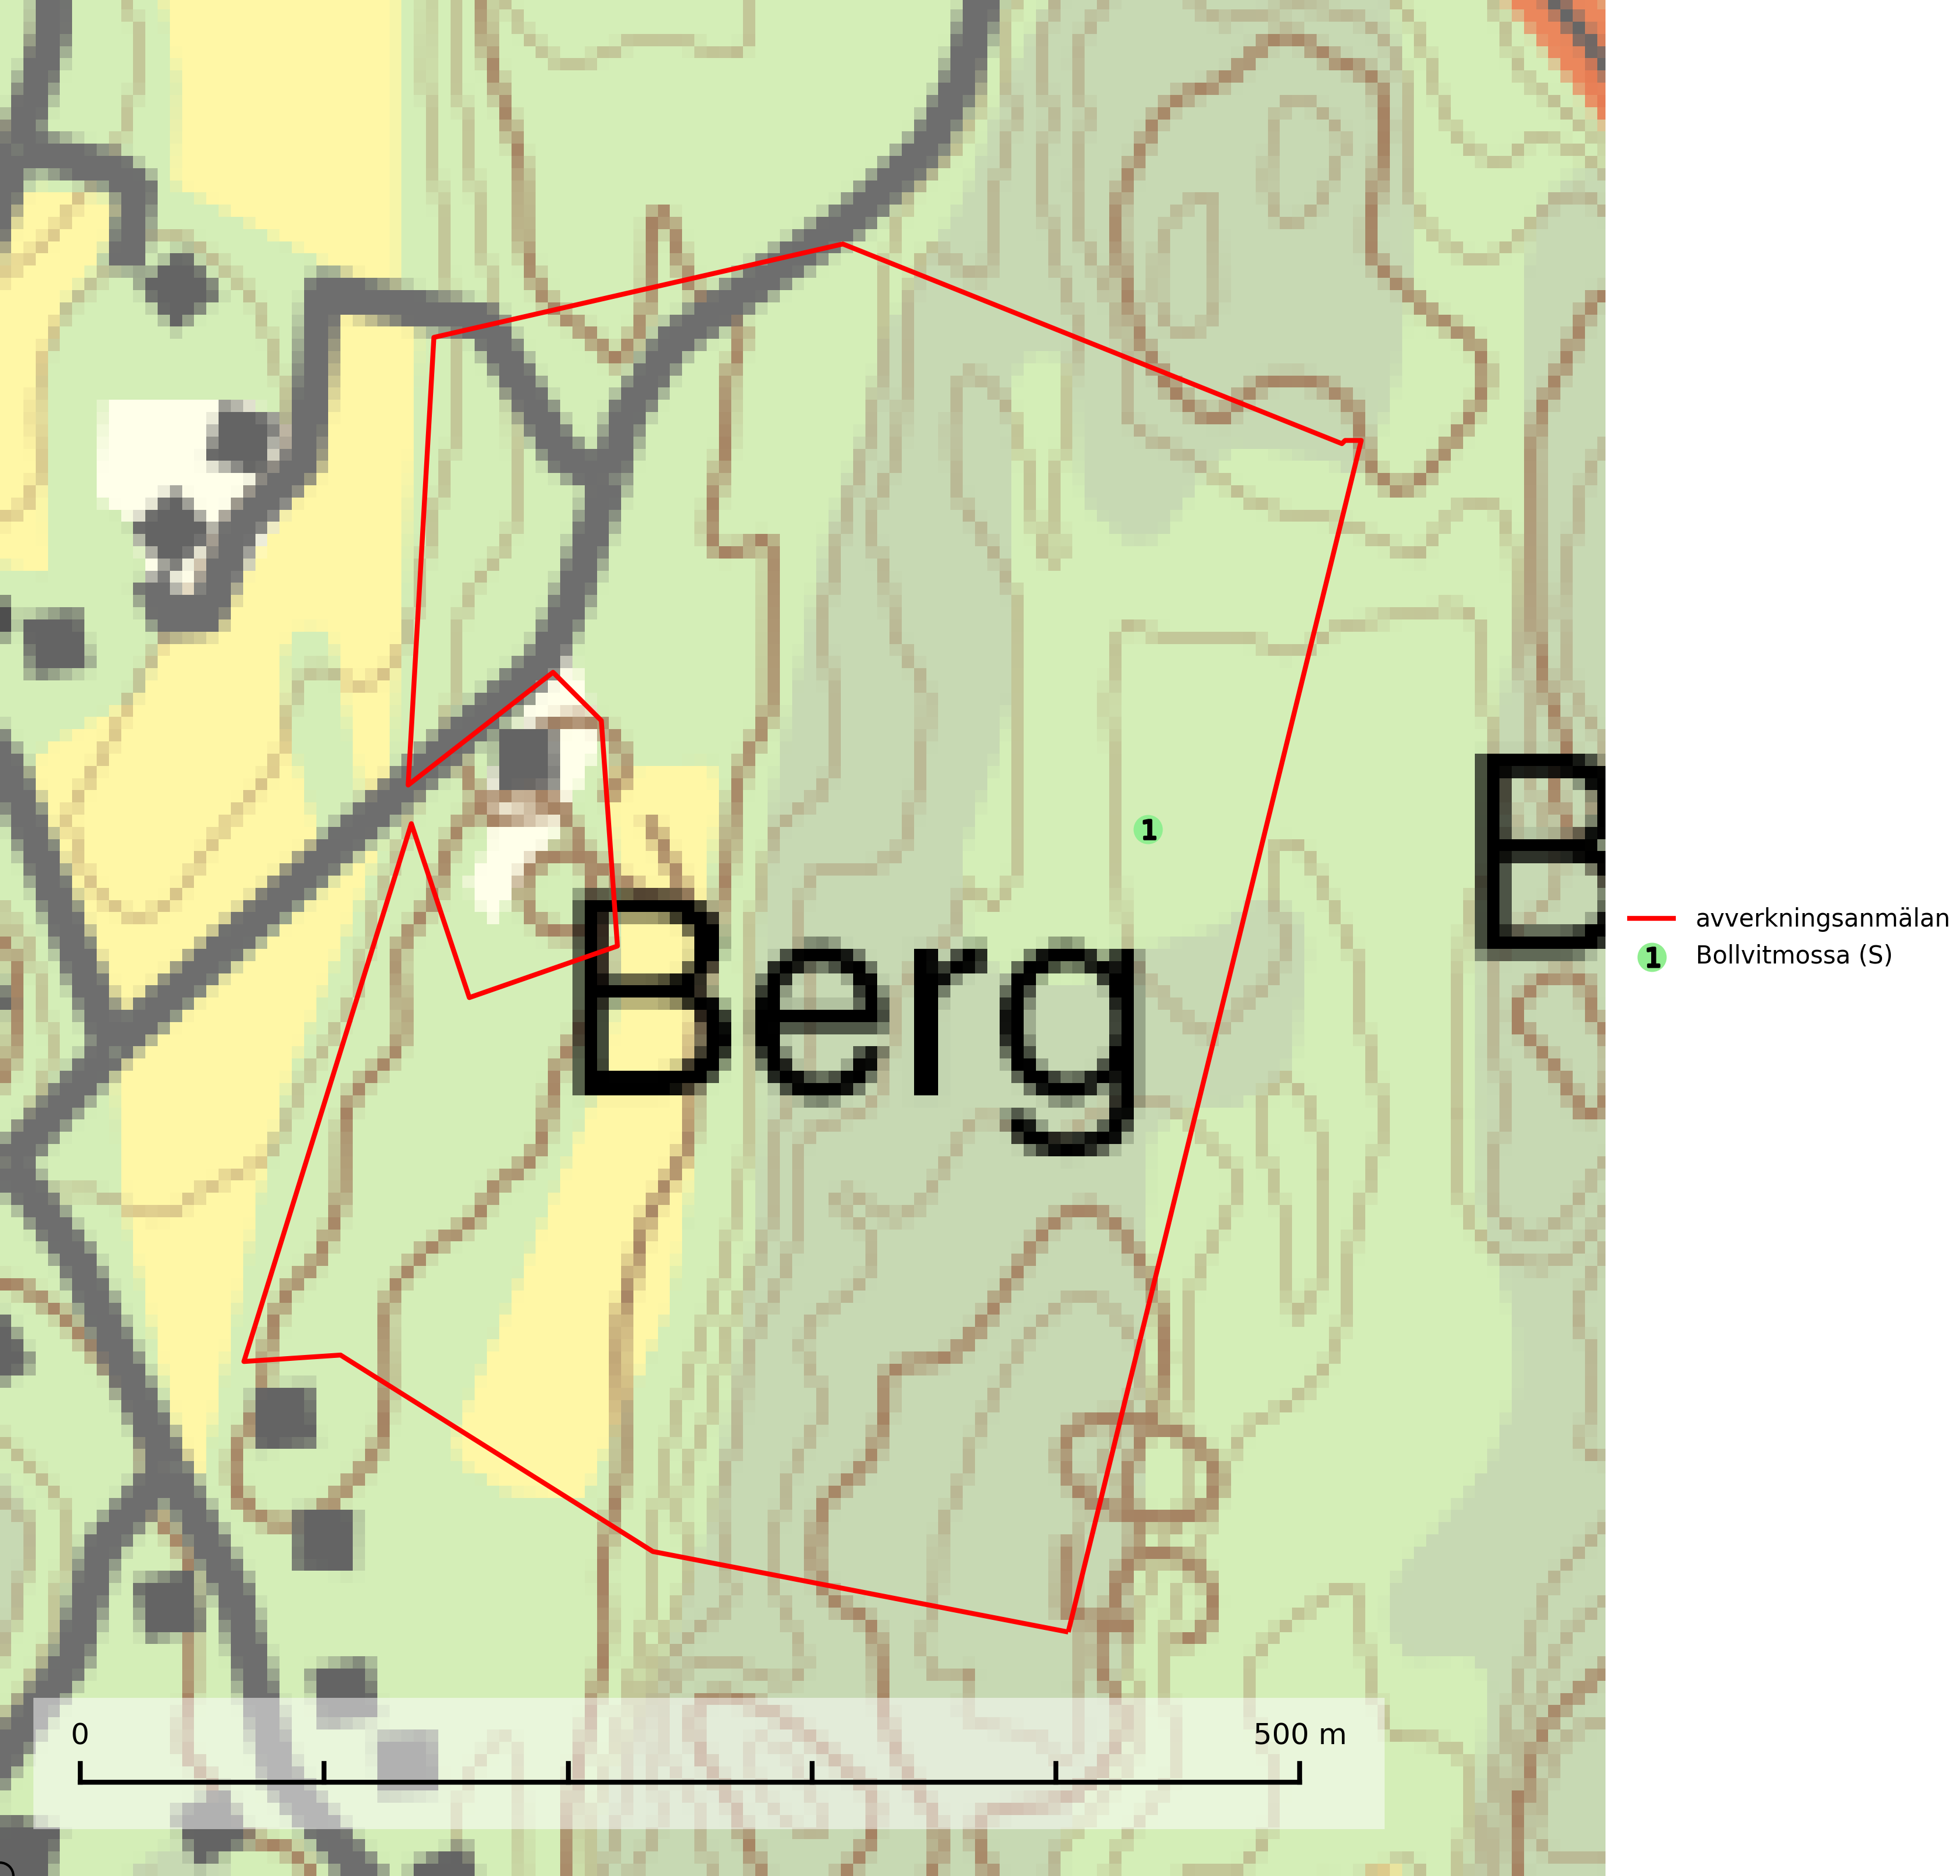 1
B
Berg
avverkningsanmälan
1 Bollvitmossa (S)
0 500 m